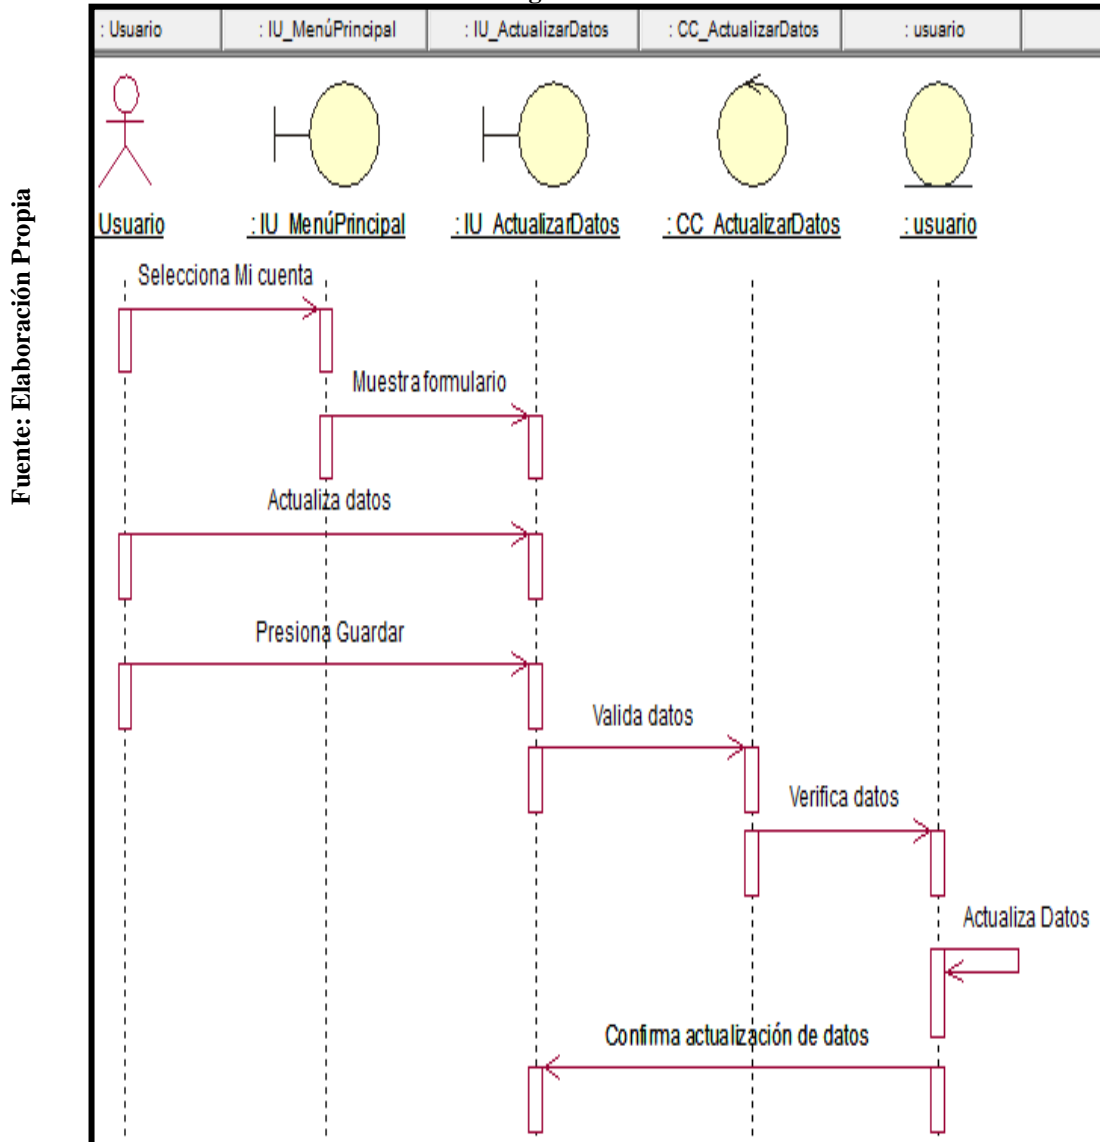 : Usuario
: IU_MenúPrincipal
: IU_ActualizarDatos
: CC_ActualizarDatos
: usuario
Usuario
: IU_MenúPrincipal
: IU_ActualizarDatos
: CC_ActualizarDatos
: usuario
Selecciona Mi cuenta
Muestra formulario
Actualiza datos
Presiona Guardar
Valida datos
Verifica datos
Actualiza Datos
Confirma actualización de datos
Fuente: Elaboración Propia